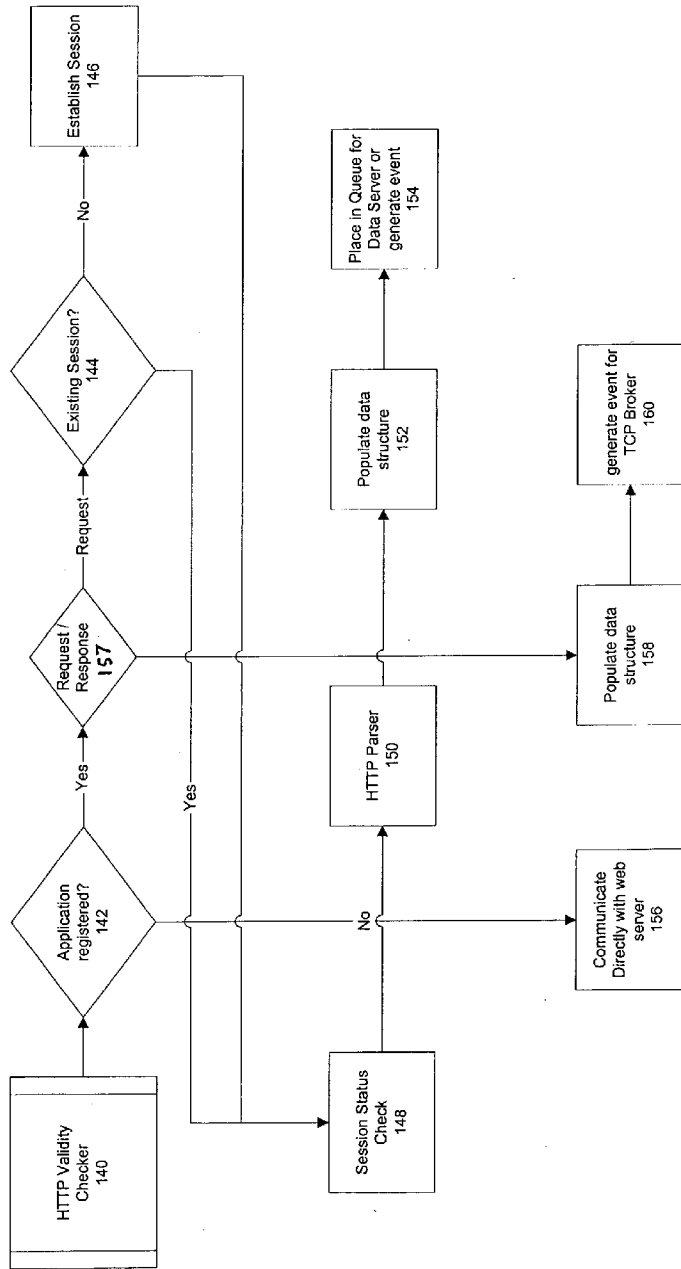 HTTP Validity
Checker
140
Application
registered?
142
Yes
Request /
Response
157
Request
Existing Session?
144
No
Establish Session
146
Yes
No
Session Status
Check
148
HTTP Parser
150
Populate data
structure
152
Place in Queue for
Data Server or
generate event
154
Communicate
Directly with web
server
156
Populate data
structure
158
generate event for
TCP Broker
160